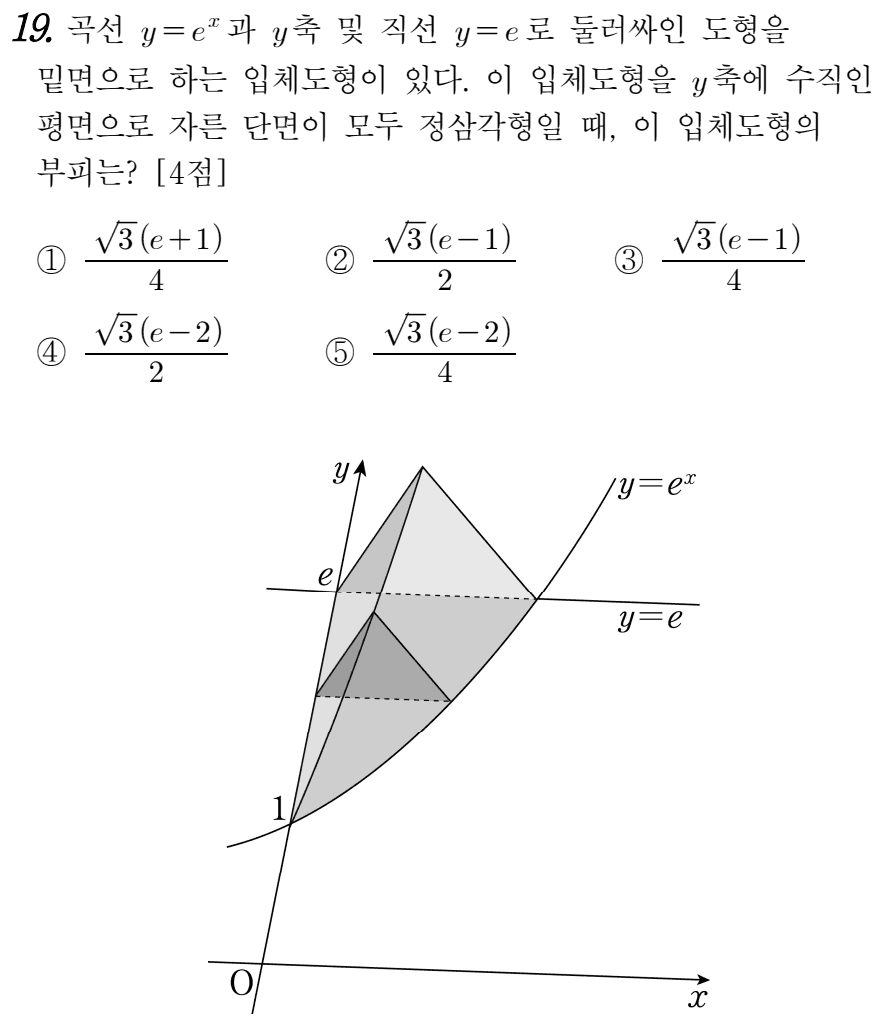 19. 곡선 y=e^x과 y축 및 직선 y=e로 둘러싸인 도형을
밑면으로 하는 입체도형이 있다. 이 입체도형을 y축에 수직인
평면으로 자른 단면이 모두 정삼각형일 때, 이 입체도형의
부피는? [4점]
① √3(e+1)/4 ② √3(e−1)/2 ③ √3(e−1)/4
④ √3(e−2)/2 ⑤ √3(e−2)/4
y
y=e^x
e
y=e
1
O
x